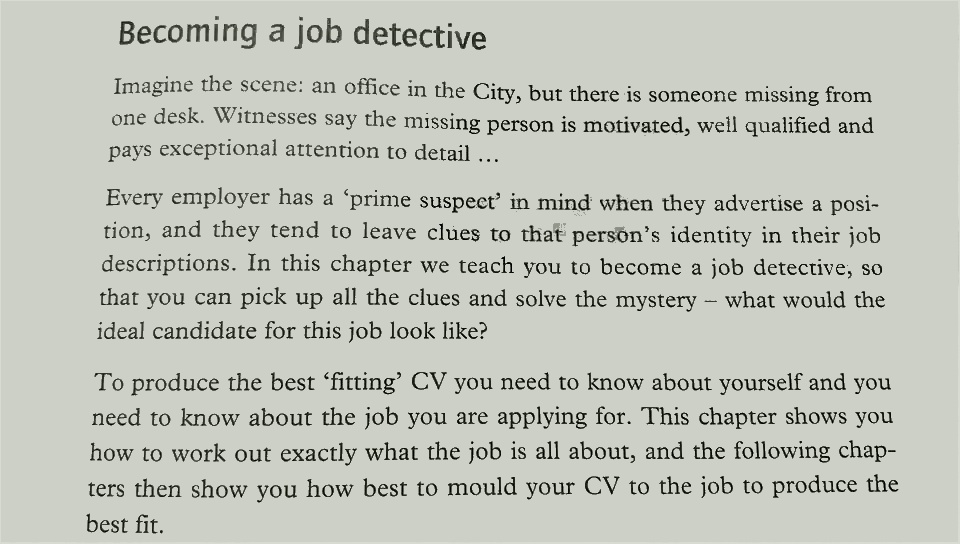 Becoming a job detective
Imagine the scene: an office in the City, but there is someone missing from
one desk. Witnesses say the missing person is motivated, well qualified and
pays exceptional attention to detail ...
Every employer has a ‘prime suspect’ in mind when they advertise a posi-
tion, and they tend to leave clues to that person’s identity in their job
descriptions. In this chapter we teach you to become a job detective, so
that you can pick up all the clues and solve the mystery – what would the
ideal candidate for this job look like?
To produce the best ‘fitting’ CV you need to know about yourself and you
need to know about the job you are applying for. This chapter shows you
how to work out exactly what the job is all about, and the following chap-
ters then show you how best to mould your CV to the job to produce the
best fit.